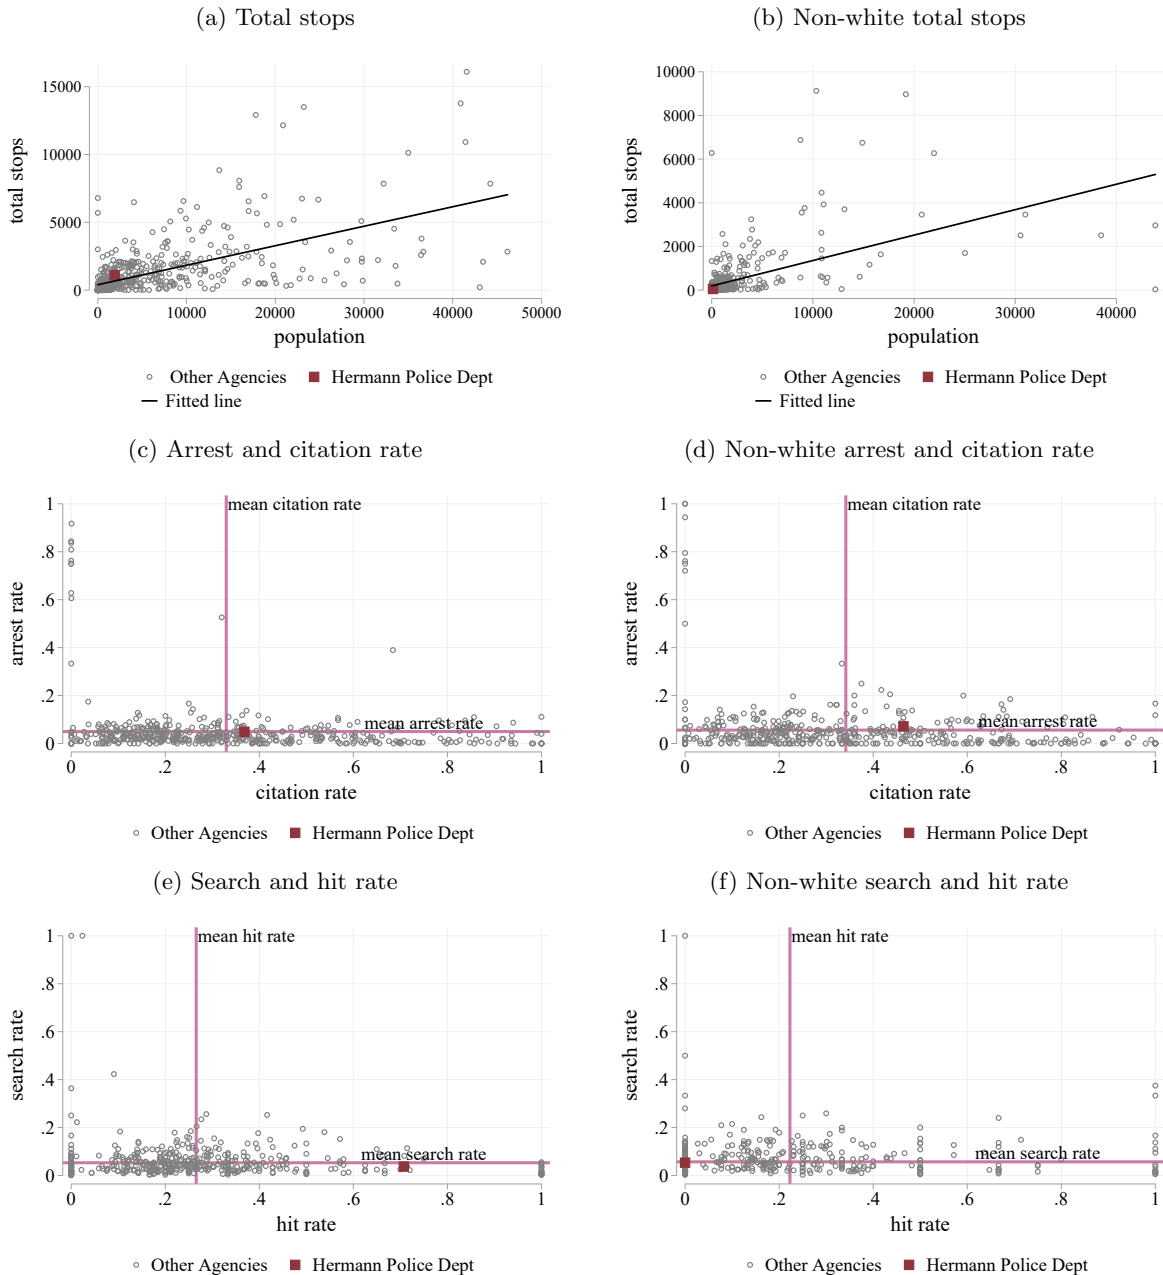 (a) Total stops
(b) Non-white total stops
total stops
15000
10000
5000
0
0 10000 20000 30000 40000 50000
population
Other Agencies Hermann Police Dept
Fitted line
total stops
10000
8000
6000
4000
2000
0
0 10000 20000 30000 40000
population
Other Agencies Hermann Police Dept
Fitted line
(c) Arrest and citation rate
(d) Non-white arrest and citation rate
arrest rate
1
.8
.6
.4
.2
0
mean citation rate
mean arrest rate
0 .2 .4 .6 .8 1
citation rate
Other Agencies Hermann Police Dept
arrest rate
1
.8
.6
.4
.2
0
mean citation rate
mean arrest rate
0 .2 .4 .6 .8 1
citation rate
Other Agencies Hermann Police Dept
(e) Search and hit rate
(f) Non-white search and hit rate
search rate
1
.8
.6
.4
.2
0
mean hit rate
mean search rate
0 .2 .4 .6 .8 1
hit rate
Other Agencies Hermann Police Dept
search rate
1
.8
.6
.4
.2
0
mean hit rate
mean search rate
0 .2 .4 .6 .8 1
hit rate
Other Agencies Hermann Police Dept